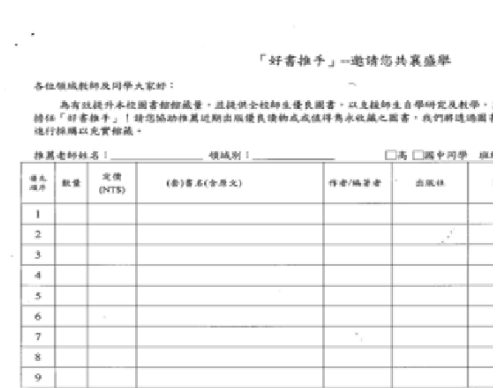 「好書推手」--邀請您共襄盛舉
各位領域教師及同學大家好：
為有效提升本校圖書館館藏量，並提供全校師生優良圖書，以支援師生自學研究及教學，
擔任「好書推手」！請您協助推薦近期出版優良讀物或值得典永收藏之圖書，我們將透過圖書
進行採購以充實館藏。
推薦老師姓名： 領域別： □高 □國中同學 班
優先順序 數量 定價(NT$) (套)書名(含原文) 作者/編著者 出版社
1
2
3
4
5
6
7
8
9